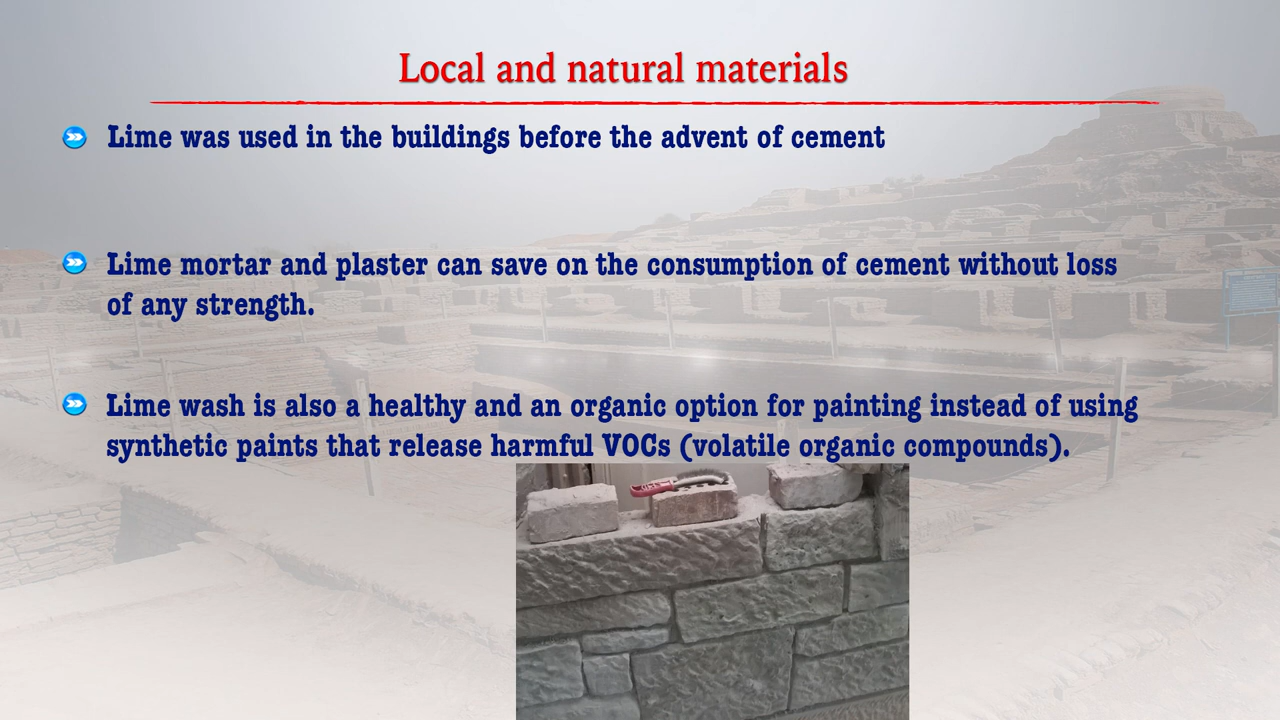 Local and natural materials
Lime was used in the buildings before the advent of cement
Lime mortar and plaster can save on the consumption of cement without loss
of any strength.
Lime wash is also a healthy and an organic option for painting instead of using
synthetic paints that release harmful VOCs (volatile organic compounds).